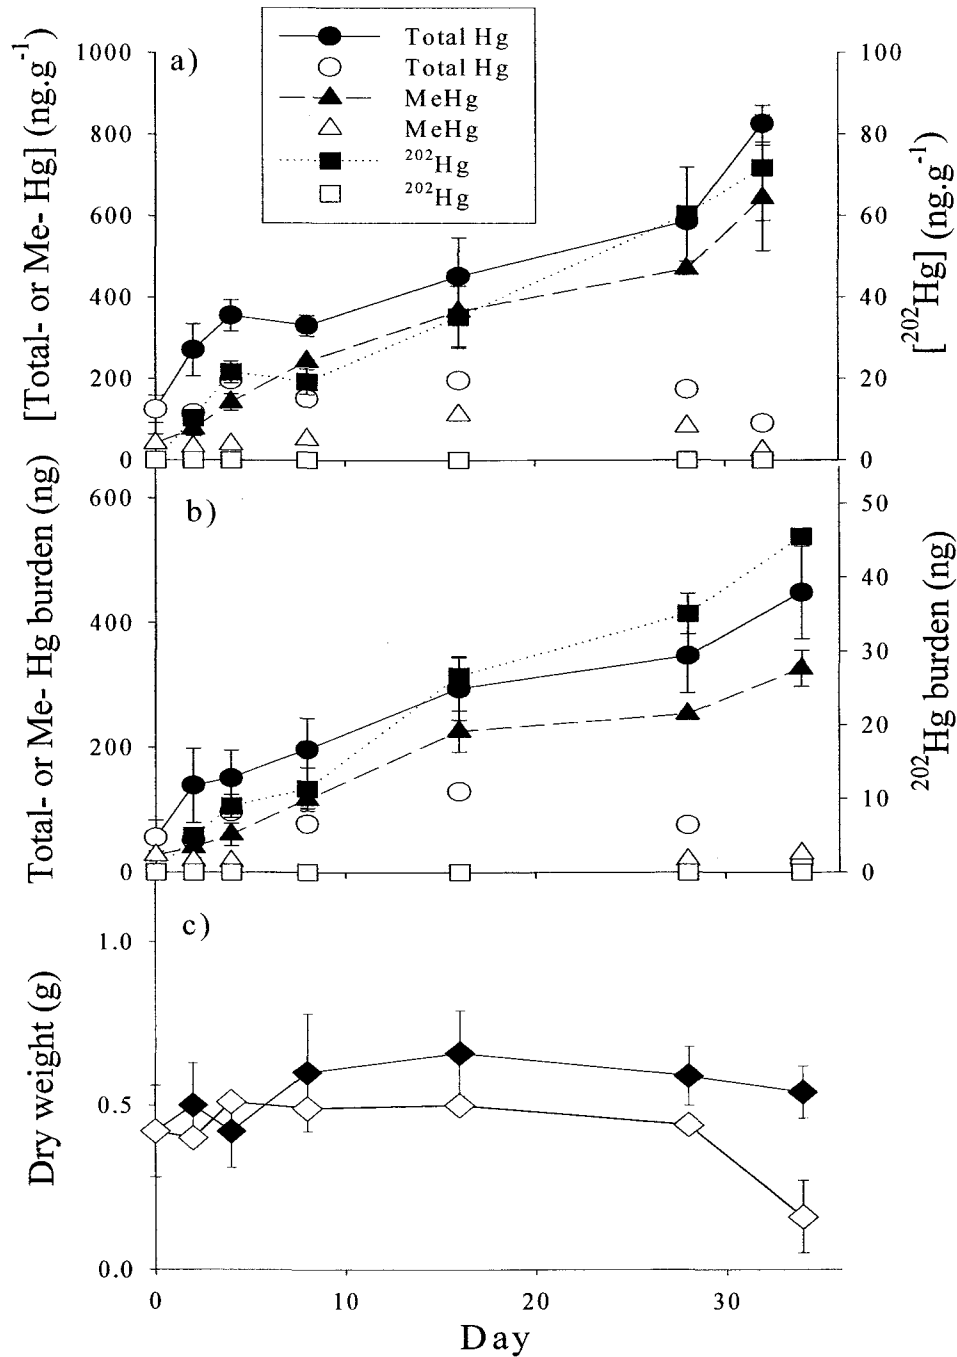 Total Hg
Total Hg
MeHg
MeHg
²⁰²Hg
²⁰²Hg
a)
[Total- or Me- Hg] (ng.g⁻¹)
1000
800
600
400
200
0
100
80
60
40
20
0
[²⁰²Hg] (ng.g⁻¹)
b)
Total- or Me- Hg burden (ng)
600
400
200
0
50
40
30
20
10
0
²⁰²Hg burden (ng)
c)
Dry weight (g)
1.0
0.5
0.0
0 10 20 30
Day